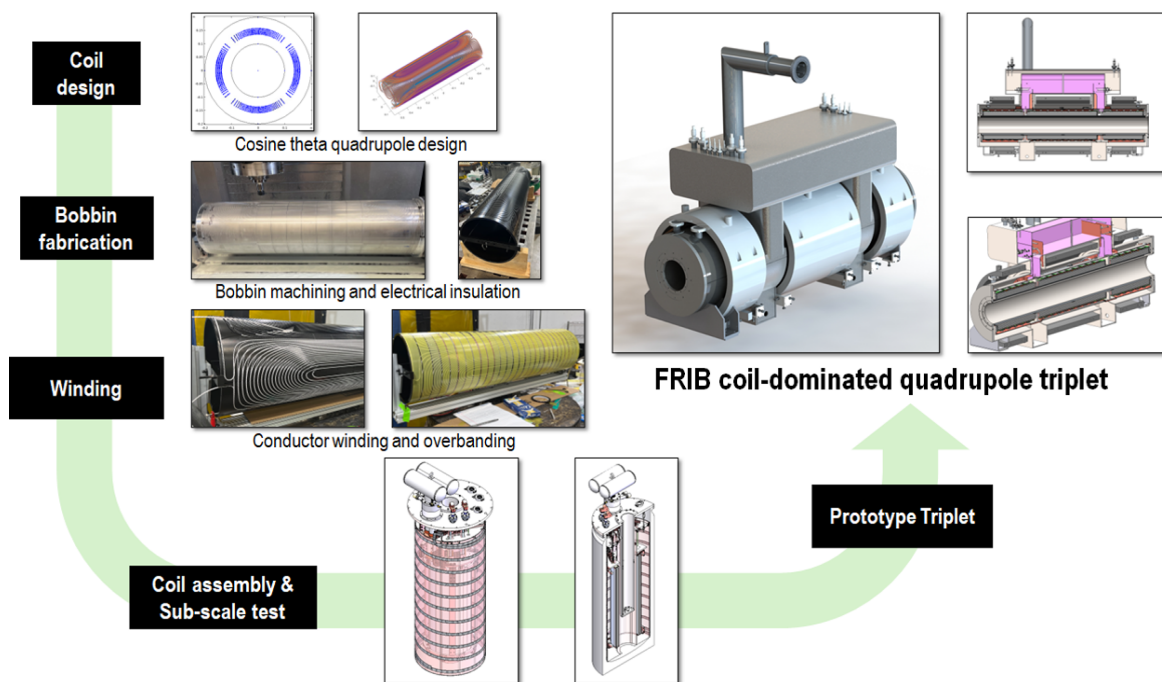 Coil
design
Cosine theta quadrupole design
Bobbin
fabrication
Bobbin machining and electrical insulation
Winding
Conductor winding and overbanding
FRIB coil-dominated quadrupole triplet
Coil assembly &
Sub-scale test
Prototype Triplet